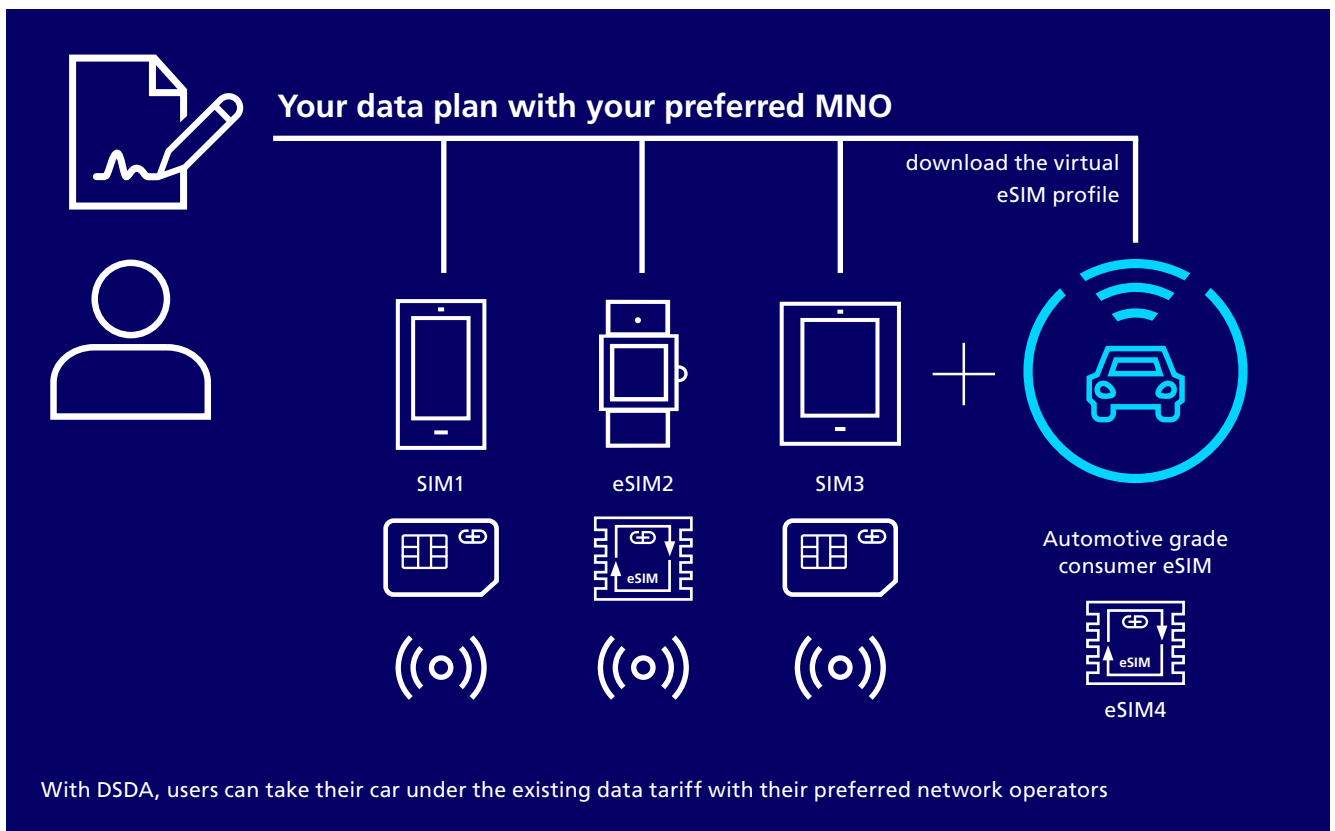 Your data plan with your preferred MNO
download the virtual
eSIM profile
SIM1
eSIM2
SIM3
eSIM
Automotive grade
consumer eSIM
eSIM
eSIM4
With DSDA, users can take their car under the existing data tariff with their preferred network operators